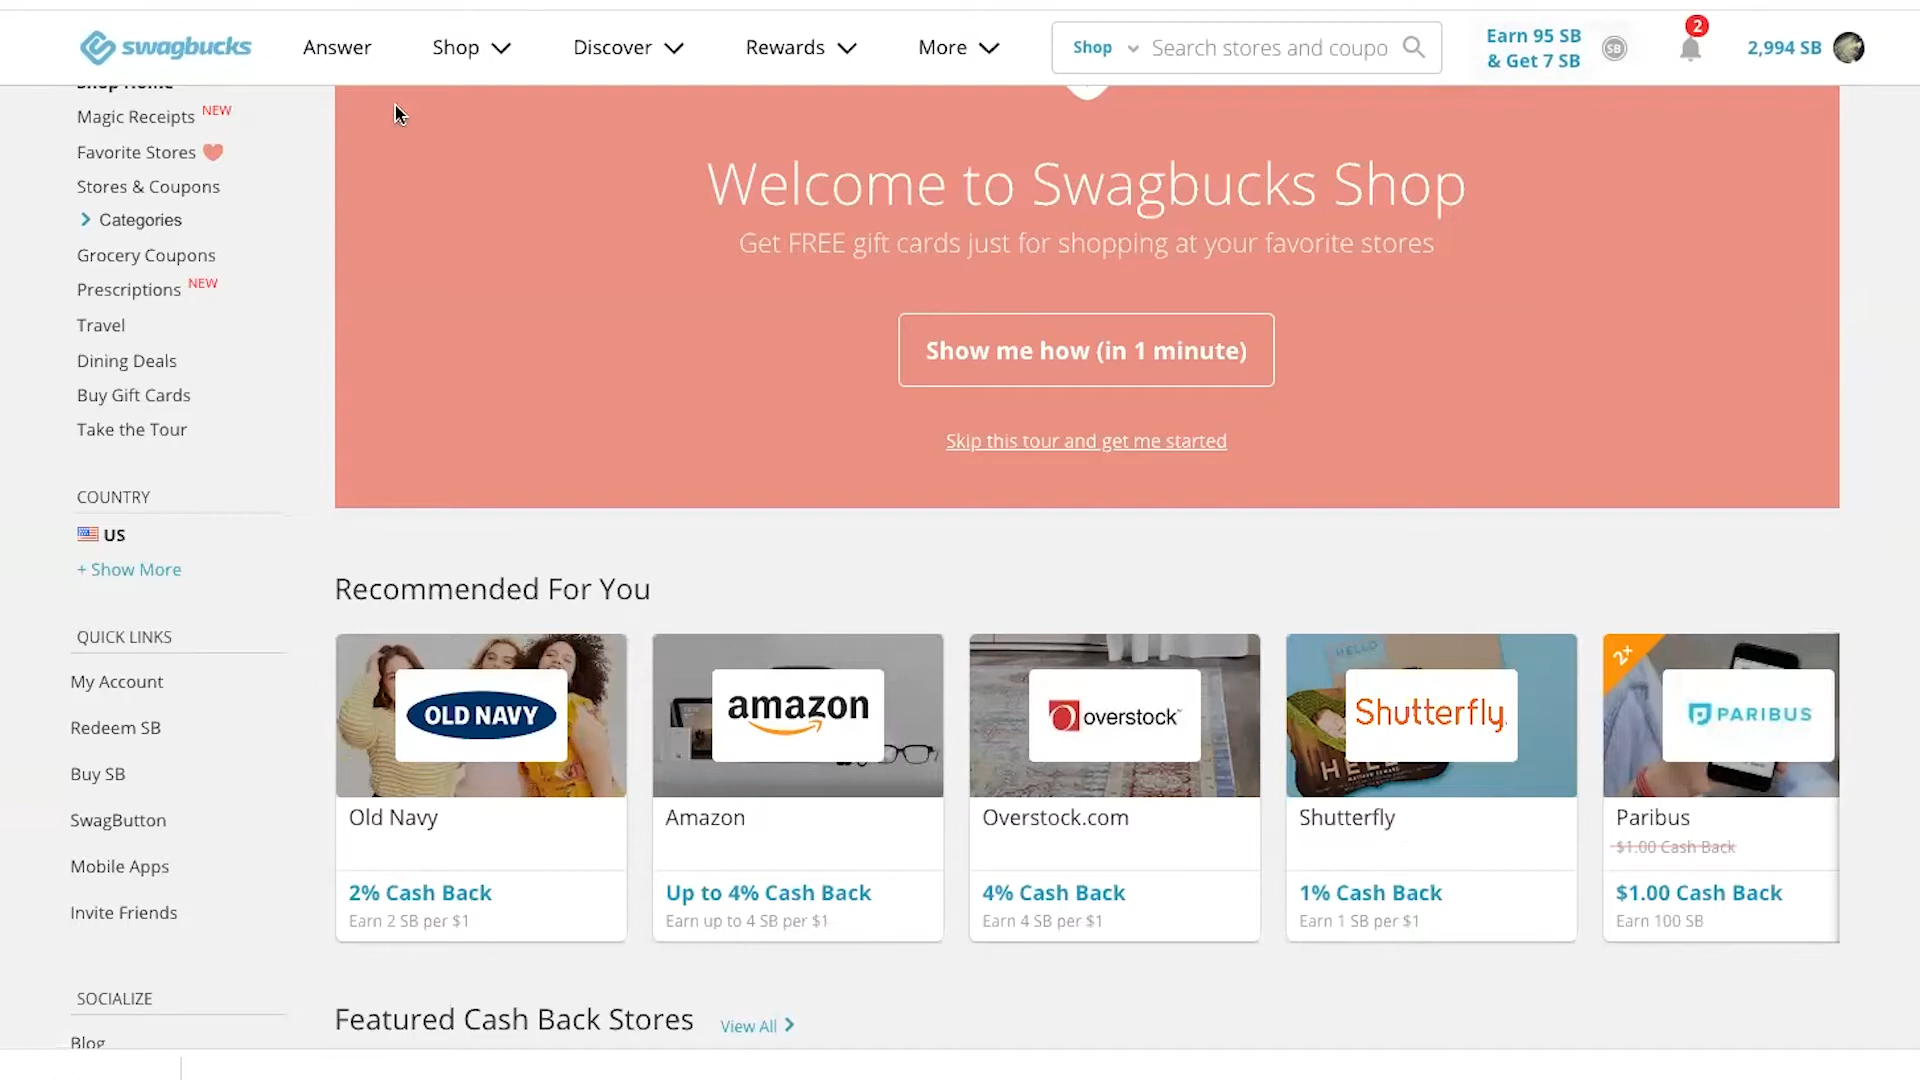 swagbucks
Answer
Shop
Discover
Rewards
More
Shop
Search stores and coupo
Earn 95 SB
& Get 7 SB
SB
2
2,994 SB
Shop Home
Magic Receipts NEW
Favorite Stores
Stores & Coupons
Categories
Grocery Coupons
Prescriptions NEW
Travel
Dining Deals
Buy Gift Cards
Take the Tour
COUNTRY
US
+ Show More
QUICK LINKS
My Account
Redeem SB
Buy SB
SwagButton
Mobile Apps
Invite Friends
SOCIALIZE
Blog
Welcome to Swagbucks Shop
Get FREE gift cards just for shopping at your favorite stores
Show me how (in 1 minute)
Skip this tour and get me started
Recommended For You
OLD NAVY
Old Navy
2% Cash Back
Earn 2 SB per $1
amazon
Amazon
Up to 4% Cash Back
Earn up to 4 SB per $1
overstock™
Overstock.com
4% Cash Back
Earn 4 SB per $1
HELLO
Shutterfly
Shutterfly
1% Cash Back
Earn 1 SB per $1
2+
PARIBUS
Paribus
$1.00 Cash Back
$1.00 Cash Back
Earn 100 SB
Featured Cash Back Stores
View All